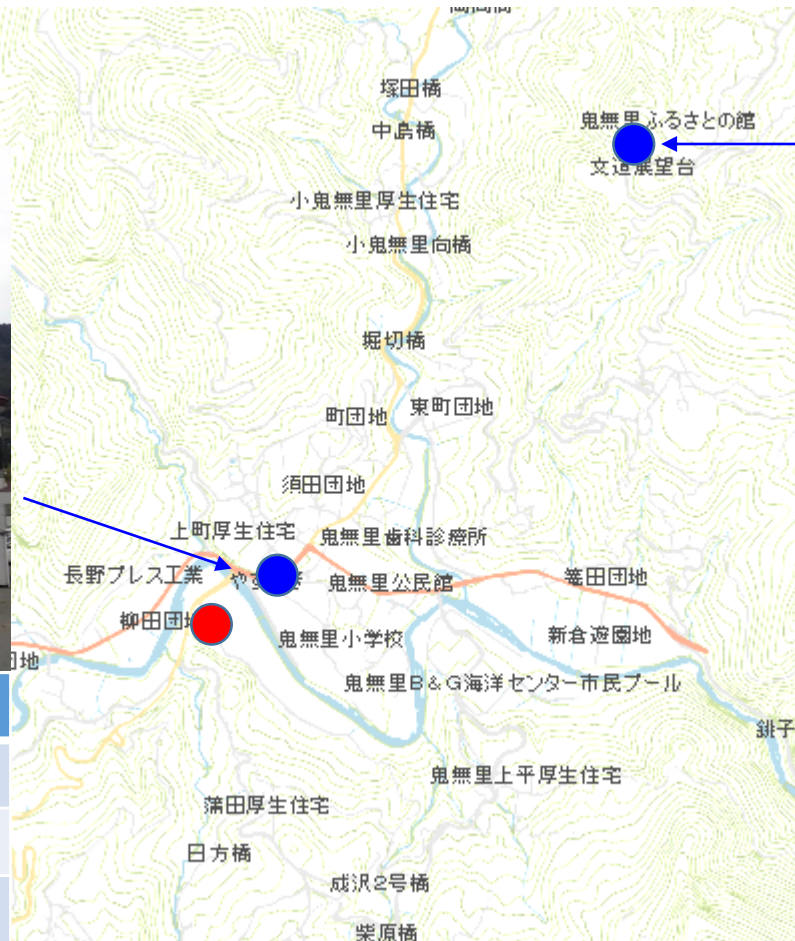 塚田橋
中島橋
鬼無里ふるさとの館
文道展望台
小鬼無里厚生住宅
小鬼無里向橋
堀切橋
町団地
東町団地
須田団地
上町厚生住宅
鬼無里歯科診療所
長野プレス工業
や
鬼無里公民館
篭田団地
柳田団
鬼無里小学校
新倉遊園地
団地
鬼無里B&G海洋センター市民プール
銚子
鬼無里上平厚生住宅
蒲田厚生住宅
日方橋
成沢2号橋
柴原橋